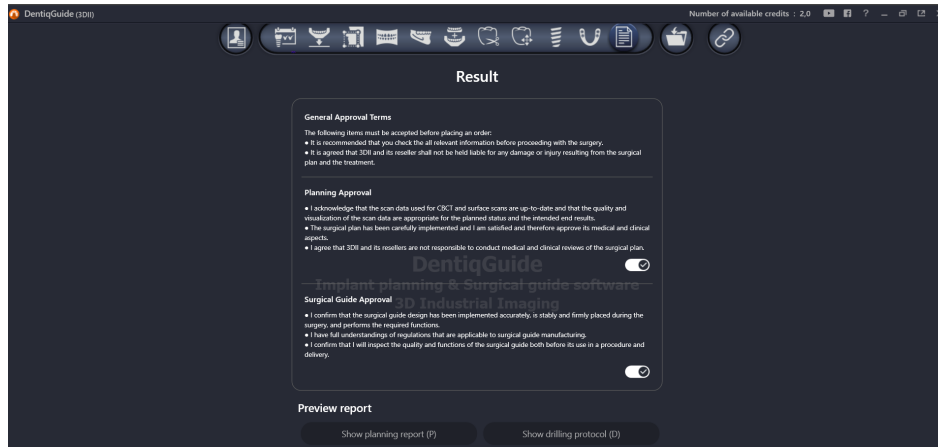 DentiqGuide (3DII)
Number of available credits : 2,0
Result
General Approval Terms
The following items must be accepted before placing an order:
● It is recommended that you check the all relevant information before proceeding with the surgery.
● It is agreed that 3DII and its reseller shall not be held liable for any damage or injury resulting from the surgical
plan and the treatment.
Planning Approval
● I acknowledge that the scan data used for CBCT and surface scans are up-to-date and that the quality and
visualization of the scan data are appropriate for the planned status and the intended end results.
● The surgical plan has been carefully implemented and I am satisfied and therefore approve its medical and clinical
aspects.
● I agree that 3DII and its resellers are not responsible to conduct medical and clinical reviews of the surgical plan.
DentiqGuide
Implant planning & Surgical guide software
3D Industrial Imaging
Surgical Guide Approval
● I confirm that the surgical guide design has been implemented accurately, is stably and firmly placed during the
surgery, and performs the required functions.
● I have full understandings of regulations that are applicable to surgical guide manufacturing.
● I confirm that I will inspect the quality and functions of the surgical guide both before its use in a procedure and
delivery.
Preview report
Show planning report (P)
Show drilling protocol (D)